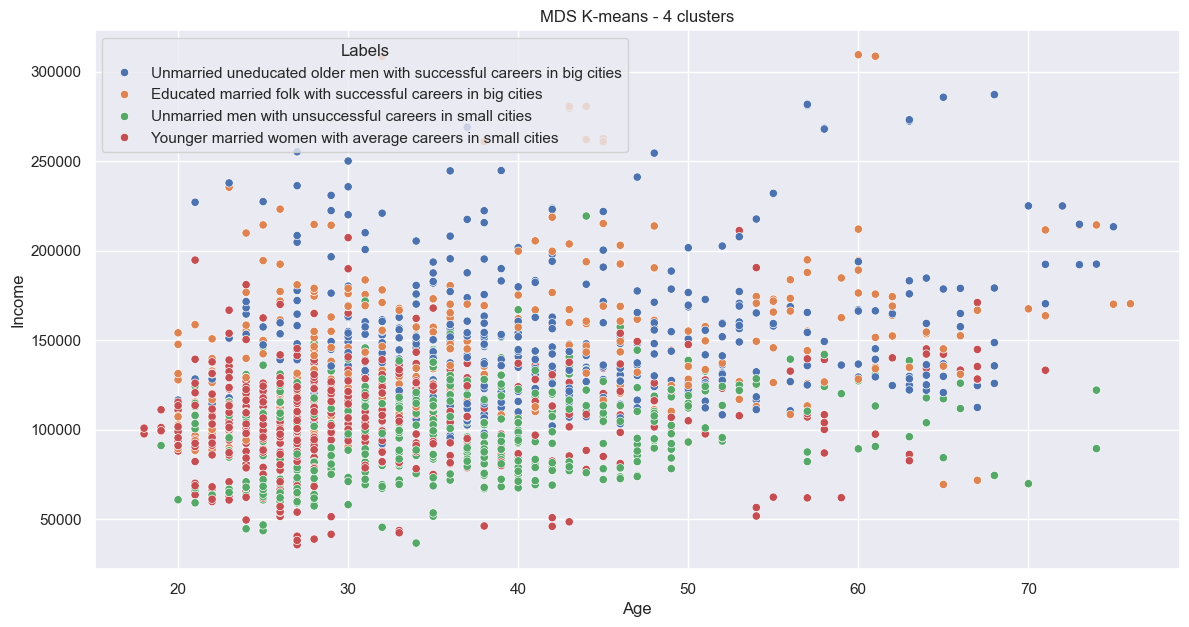 MDS K-means - 4 clusters
Labels
Unmarried uneducated older men with successful careers in big cities
Educated married folk with successful careers in big cities
Unmarried men with unsuccessful careers in small cities
Younger married women with average careers in small cities
Income
300000
250000
200000
150000
100000
50000
20 30 40 50 60 70
Age